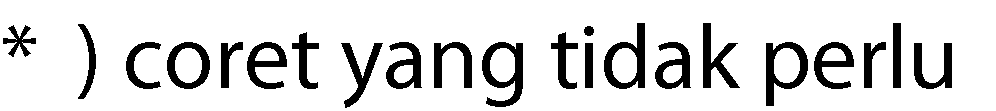 * ) coret yang tidak perlu